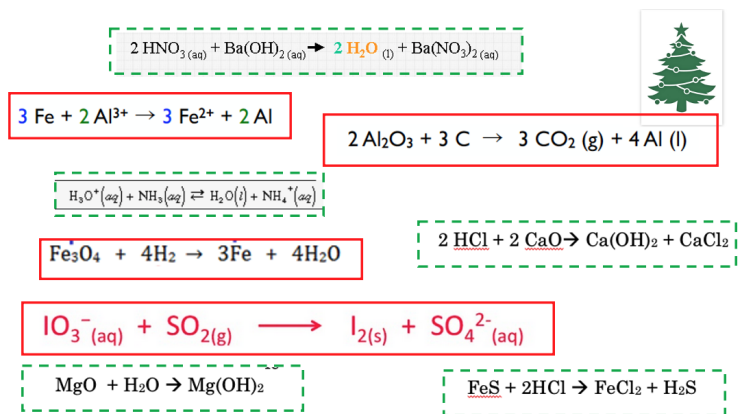 2 HNO₃ (aq) + Ba(OH)₂ (aq) → 2 H₂O (l) + Ba(NO₃)₂ (aq)
3 Fe + 2 Al³⁺ → 3 Fe²⁺ + 2 Al
2 Al₂O₃ + 3 C → 3 CO₂ (g) + 4 Al (l)
H₃O⁺(aq) + NH₃(aq) ⇄ H₂O(l) + NH₄⁺(aq)
2 HCl + 2 CaO→ Ca(OH)₂ + CaCl₂
Fe₃O₄ + 4H₂ → 3Fe + 4H₂O
IO₃⁻(aq) + SO₂(g) ⟶ I₂(s) + SO₄²⁻(aq)
MgO + H₂O → Mg(OH)₂
FeS + 2HCl → FeCl₂ + H₂S